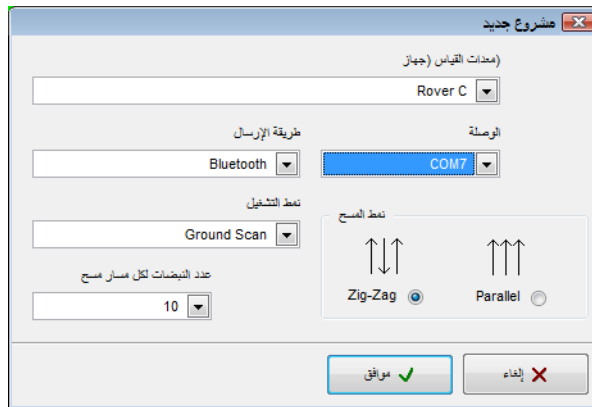 مشروع جديد
(معدات القياس (جهاز
Rover C
الوصلة
طريقة الإرسال
COM7
Bluetooth
نمط التشغيل
نمط المسح
Ground Scan
عدد النبضات لكل مسار مسح
Parallel
Zig-Zag
10
إلغاء
موافق